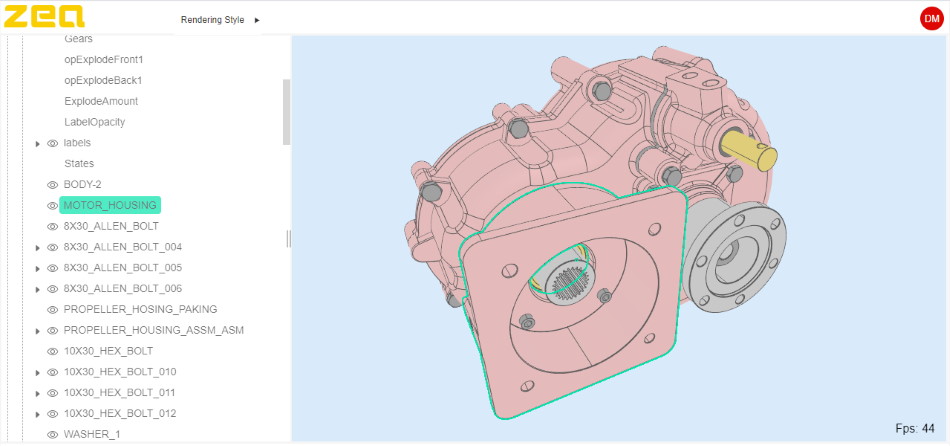 zea
Rendering Style
DM
Gears
opExplodeFront1
opExplodeBack1
ExplodeAmount
LabelOpacity
labels
States
BODY-2
MOTOR_HOUSING
8X30_ALLEN_BOLT
8X30_ALLEN_BOLT_004
8X30_ALLEN_BOLT_005
8X30_ALLEN_BOLT_006
PROPELLER_HOSING_PAKING
PROPELLER_HOUSING_ASSM_ASM
10X30_HEX_BOLT
10X30_HEX_BOLT_010
10X30_HEX_BOLT_011
10X30_HEX_BOLT_012
WASHER_1
Fps: 44